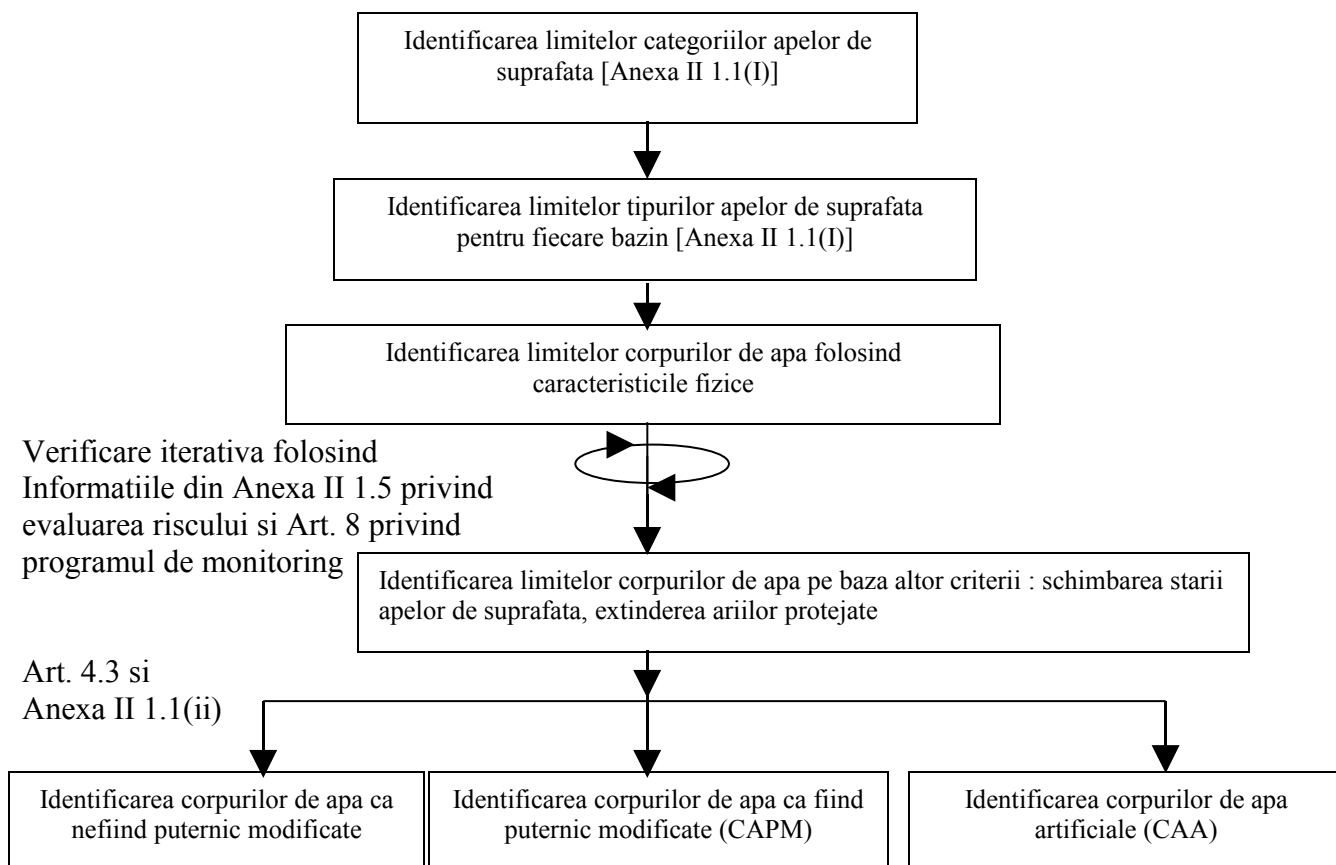 Identificarea limitelor categoriilor apelor de
suprafata [Anexa II 1.1(I)]
Identificarea limitelor tipurilor apelor de suprafata
pentru fiecare bazin [Anexa II 1.1(I)]
Identificarea limitelor corpurilor de apa folosind
caracteristicile fizice
Verificare iterativa folosind
Informatiile din Anexa II 1.5 privind
evaluarea riscului si Art. 8 privind
programul de monitoring
Identificarea limitelor corpurilor de apa pe baza altor criterii : schimbarea starii
apelor de suprafata, extinderea ariilor protejate
Art. 4.3 si
Anexa II 1.1(ii)
Identificarea corpurilor de apa ca
nefiind puternic modificate
Identificarea corpurilor de apa ca fiind
puternic modificate (CAPM)
Identificarea corpurilor de apa
artificiale (CAA)